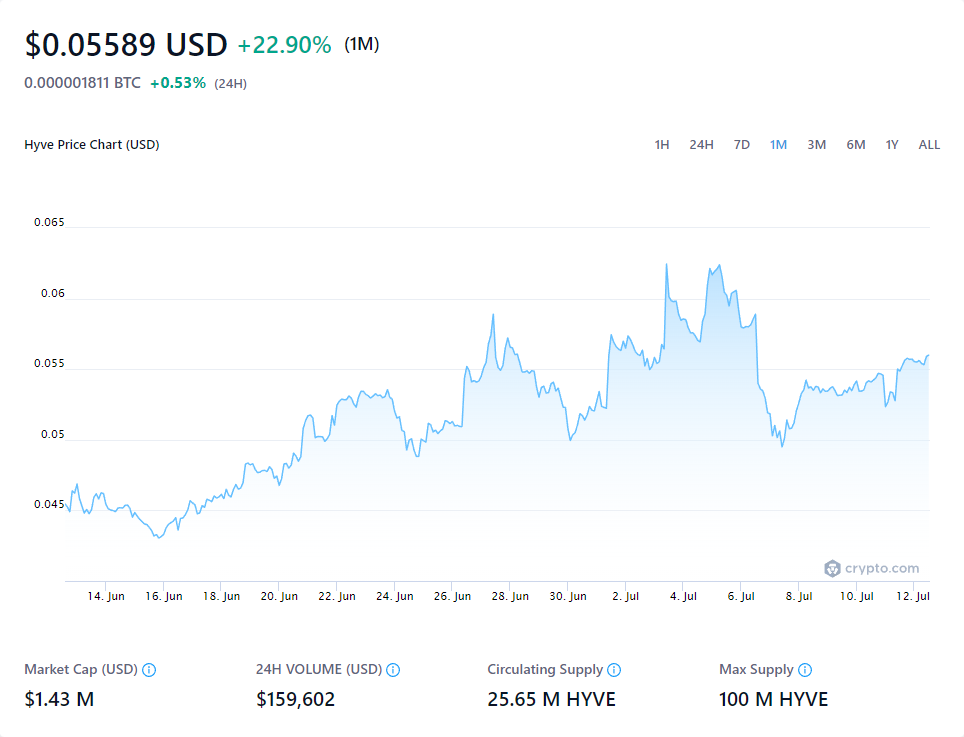 $0.05589 USD +22.90% (1M)
0.000001811 BTC +0.53% (24H)
Hyve Price Chart (USD) 1H 24H 7D 1M 3M 6M 1Y ALL
0.065
0.06
0.055
0.05
0.045
crypto.com
14. Jun 16. Jun 18. Jun 20. Jun 22. Jun 24. Jun 26. Jun 28. Jun 30. Jun 2. Jul 4. Jul 6. Jul 8. Jul 10. Jul 12. Jul
Market Cap (USD) 24H VOLUME (USD) Circulating Supply Max Supply
$1.43 M $159,602 25.65 M HYVE 100 M HYVE